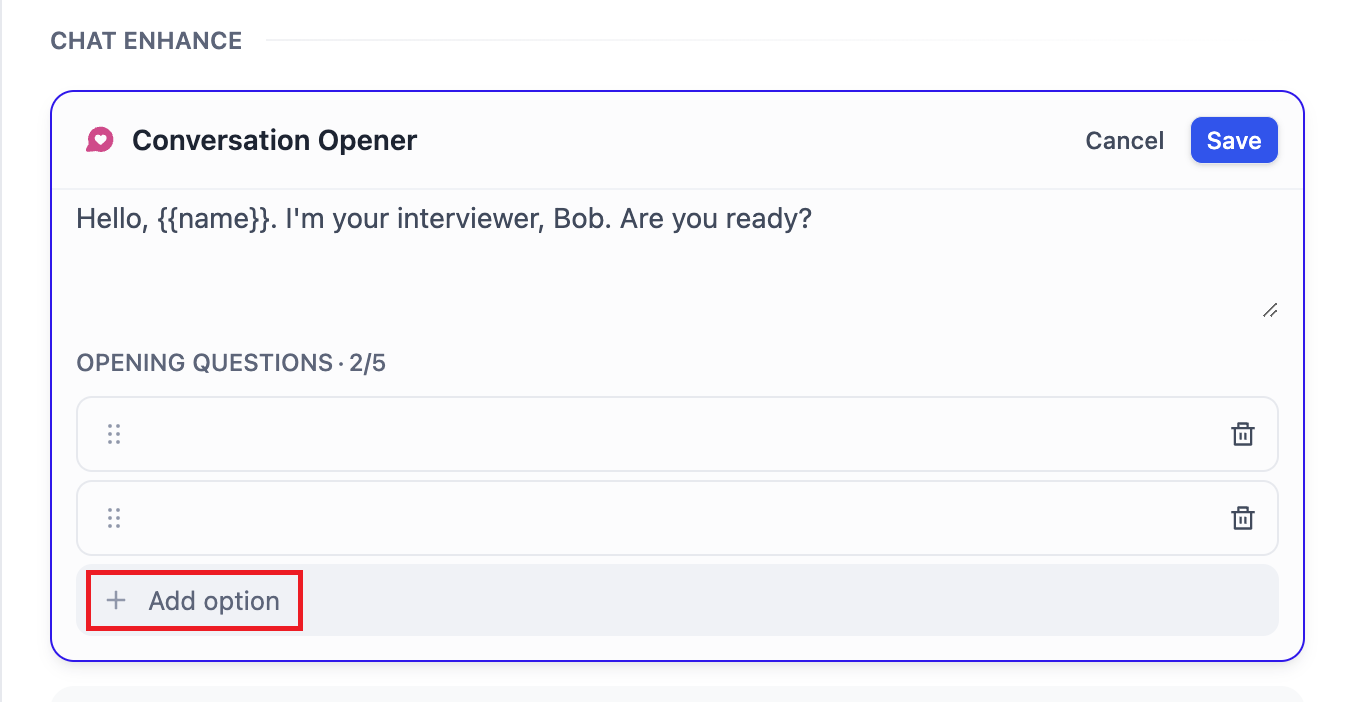 CHAT ENHANCE
Conversation Opener
Cancel
Save
Hello, {{name}}. I'm your interviewer, Bob. Are you ready?
OPENING QUESTIONS · 2/5
+ Add option